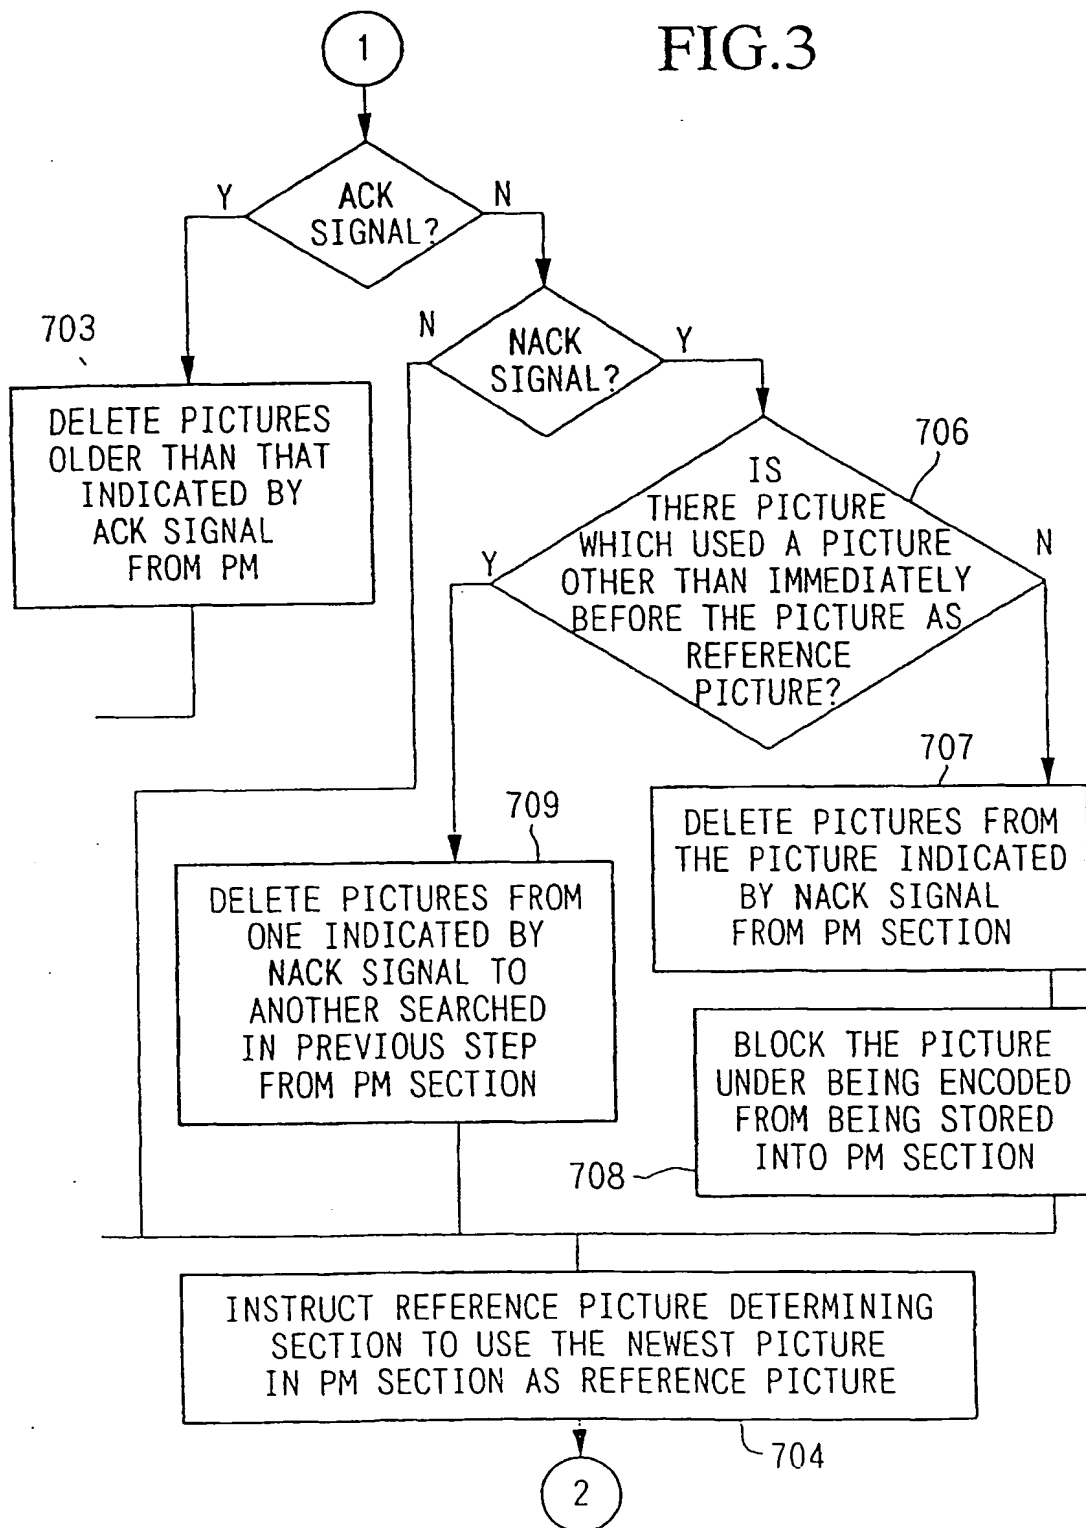 FIG.3
1
ACK
SIGNAL?
Y
N
NACK
SIGNAL?
N
Y
703
DELETE PICTURES
OLDER THAN THAT
INDICATED BY
ACK SIGNAL
FROM PM
706
IS
THERE PICTURE
WHICH USED A PICTURE
OTHER THAN IMMEDIATELY
BEFORE THE PICTURE AS
REFERENCE
PICTURE?
Y
N
707
DELETE PICTURES FROM
THE PICTURE INDICATED
BY NACK SIGNAL
FROM PM SECTION
709
DELETE PICTURES FROM
ONE INDICATED BY
NACK SIGNAL TO
ANOTHER SEARCHED
IN PREVIOUS STEP
FROM PM SECTION
BLOCK THE PICTURE
UNDER BEING ENCODED
FROM BEING STORED
INTO PM SECTION
708
INSTRUCT REFERENCE PICTURE DETERMINING
SECTION TO USE THE NEWEST PICTURE
IN PM SECTION AS REFERENCE PICTURE
704
2